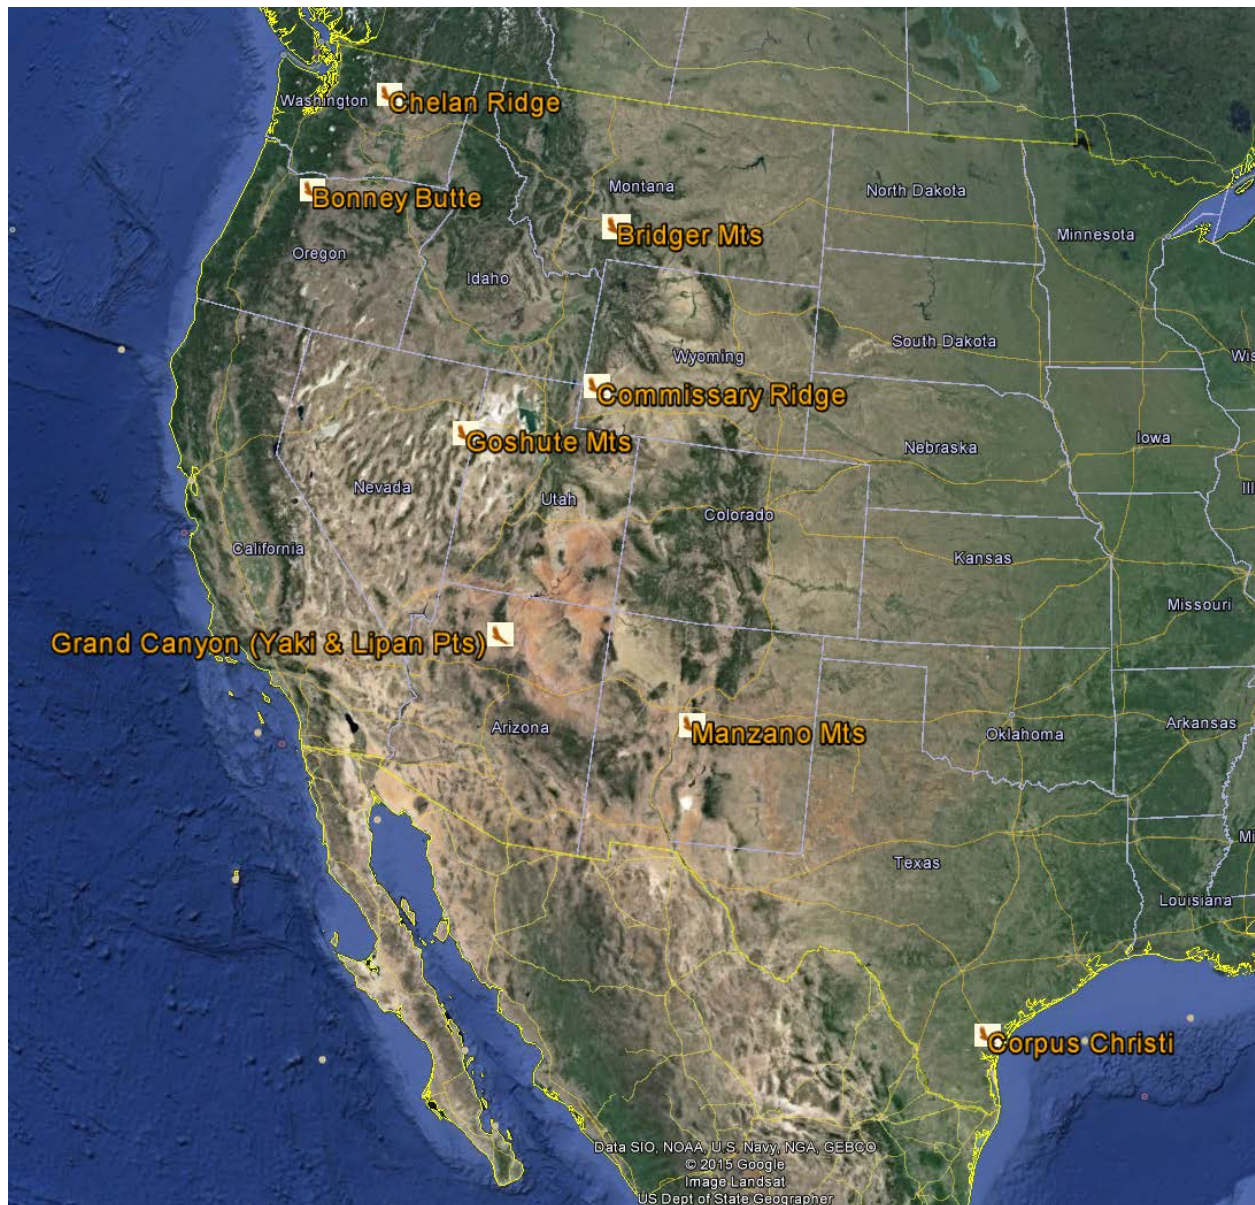 Washington
Chelan Ridge
Bonney Butte
Montana
North Dakota
Minnesota
Bridger Mts
Oregon
Idaho
South Dakota
Wis
Wyoming
Commissary Ridge
Goshute Mts
Iowa
Nebraska
Nevada
Utah
Ill
Colorado
California
Kansas
Missouri
Grand Canyon (Yaki & Lipan Pts)
Arizona
Manzano Mts
Oklahoma
Arkansas
Mi
Texas
Louisiana
Corpus Christi
Data SIO, NOAA, U.S. Navy, NGA, GEBCO
© 2015 Google
Image Landsat
US Dept of State Geographer